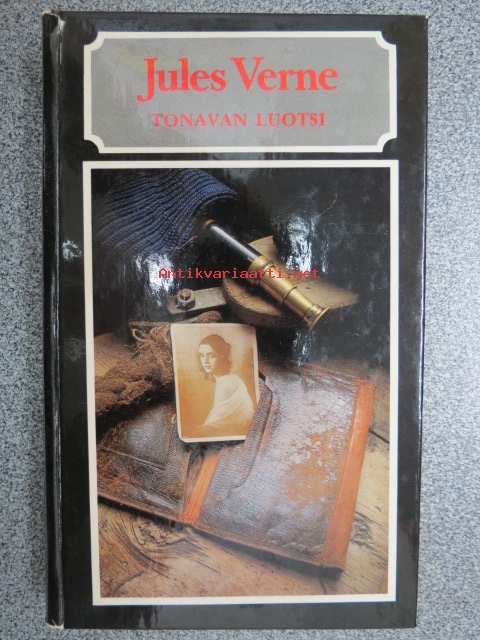 Jules Verne
TONAVAN LUOTSI
Antikvariaatti.net